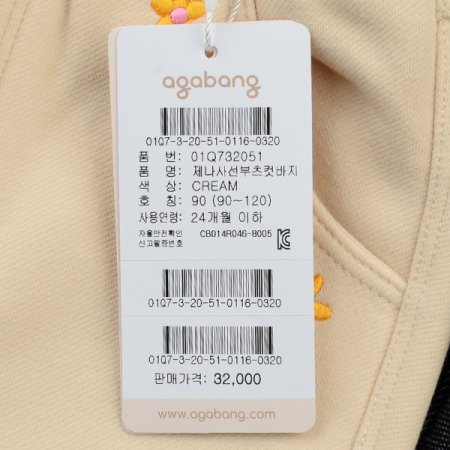 agabang
01Q7-3-20-51-0116-0320
품 번: 01Q732051
품 명: 제나사선부츠컷바지
색 상: CREAM
호 칭: 90 (90~120)
사용연령: 24개월 이하
자율안전확인
신고필증번호 CB014R046-8005
01Q7-3-20-51-0116-0320
01Q7-3-20-51-0116-0320
판매가격: 32,000
www.agabang.com